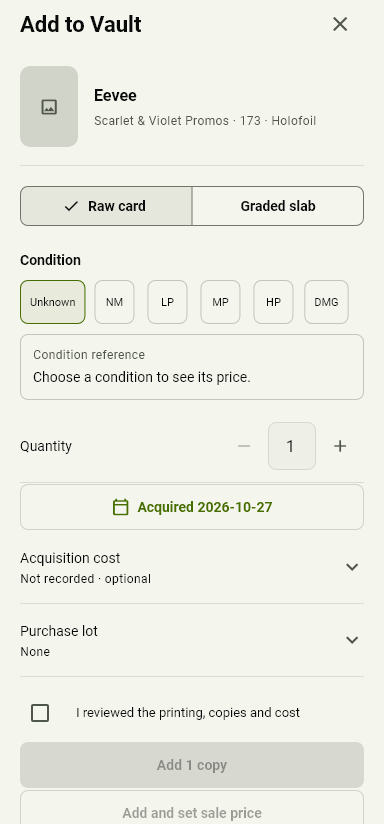 Add to Vault
Eevee
Scarlet & Violet Promos · 173 · Holofoil
Raw card
Graded slab
Condition
Unknown
NM
LP
MP
HP
DMG
Condition reference
Choose a condition to see its price.
Quantity
1
Acquired 2026-10-27
Acquisition cost
Not recorded · optional
Purchase lot
None
I reviewed the printing, copies and cost
Add 1 copy
Add and set sale price